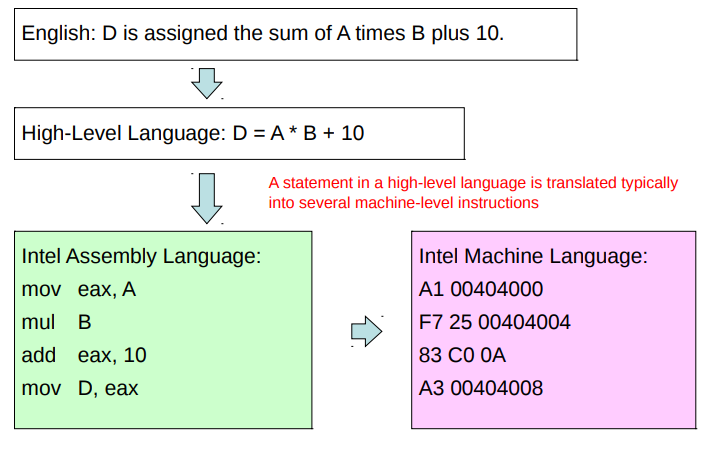 English: D is assigned the sum of A times B plus 10.
High-Level Language: D = A * B + 10
A statement in a high-level language is translated typically
into several machine-level instructions
Intel Assembly Language:
mov eax, A
mul B
add eax, 10
mov D, eax
Intel Machine Language:
A1 00404000
F7 25 00404004
83 C0 0A
A3 00404008